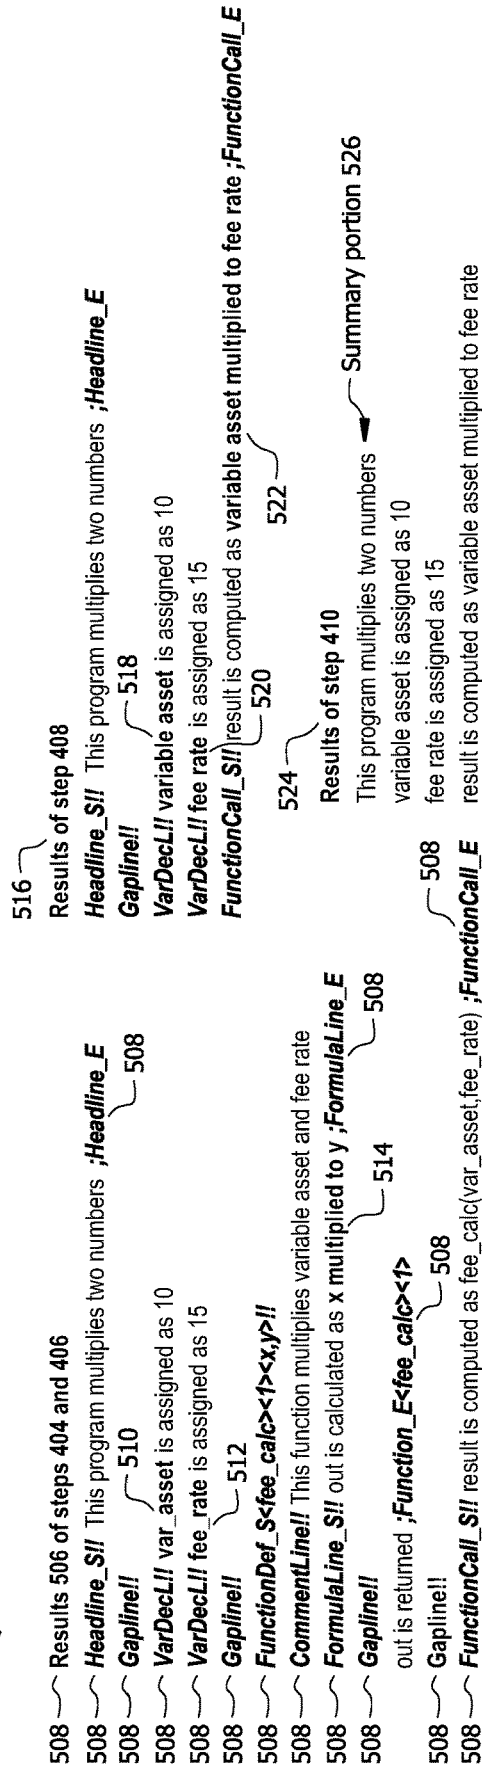 508 Results 506 of steps 404 and 406
508 Headline_S!! This program multiplies two numbers ;Headline_E 508
508 Gapline!! 510
508 VarDecL!! var_asset is assigned as 10
508 VarDecL!! fee_rate is assigned as 15
508 Gapline!! 512
508 FunctionDef_S<fee_calc><1><x,y>!!
508 CommentLine!! This function multiplies variable asset and fee rate
508 FormulaLine_S!! out is calculated as x multiplied to y ;FormulaLine_E
508 Gapline!! 514 508
out is returned ;Function_E<fee_calc><1>
508 Gapline!! 508
508 FunctionCall_S!! result is computed as fee_calc(var_asset,fee_rate) ;FunctionCall_E 508
516
Results of step 408
Headline_S!! This program multiplies two numbers ;Headline_E
Gapline!! 518
VarDecL!! variable asset is assigned as 10
VarDecL!! fee rate is assigned as 15
FunctionCall_S!! result is computed as variable asset multiplied to fee rate ;FunctionCall_E
520
522
524
Results of step 410
This program multiplies two numbers Summary portion 526
variable asset is assigned as 10
fee rate is assigned as 15
result is computed as variable asset multiplied to fee rate